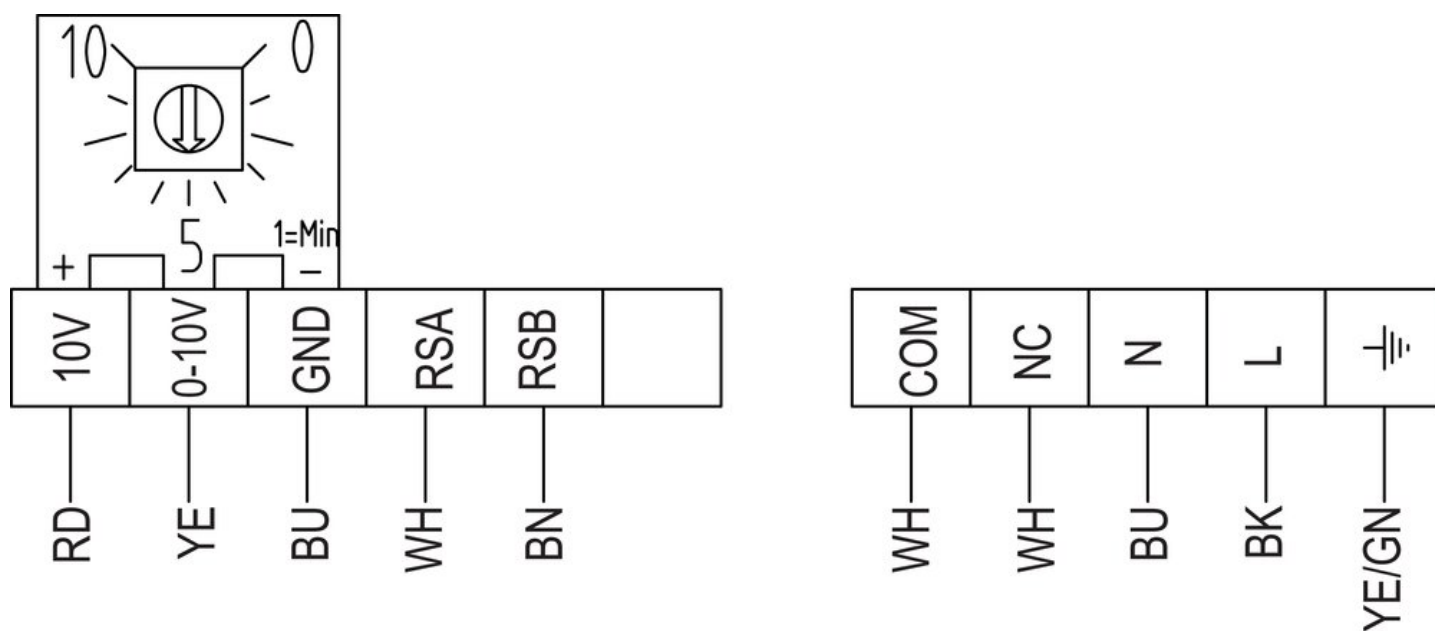 10 0
5 1=Min
+ −
10V 0-10V GND RSA RSB
RD YE BU WH BN
COM NC N L
WH WH BU BK YE/GN